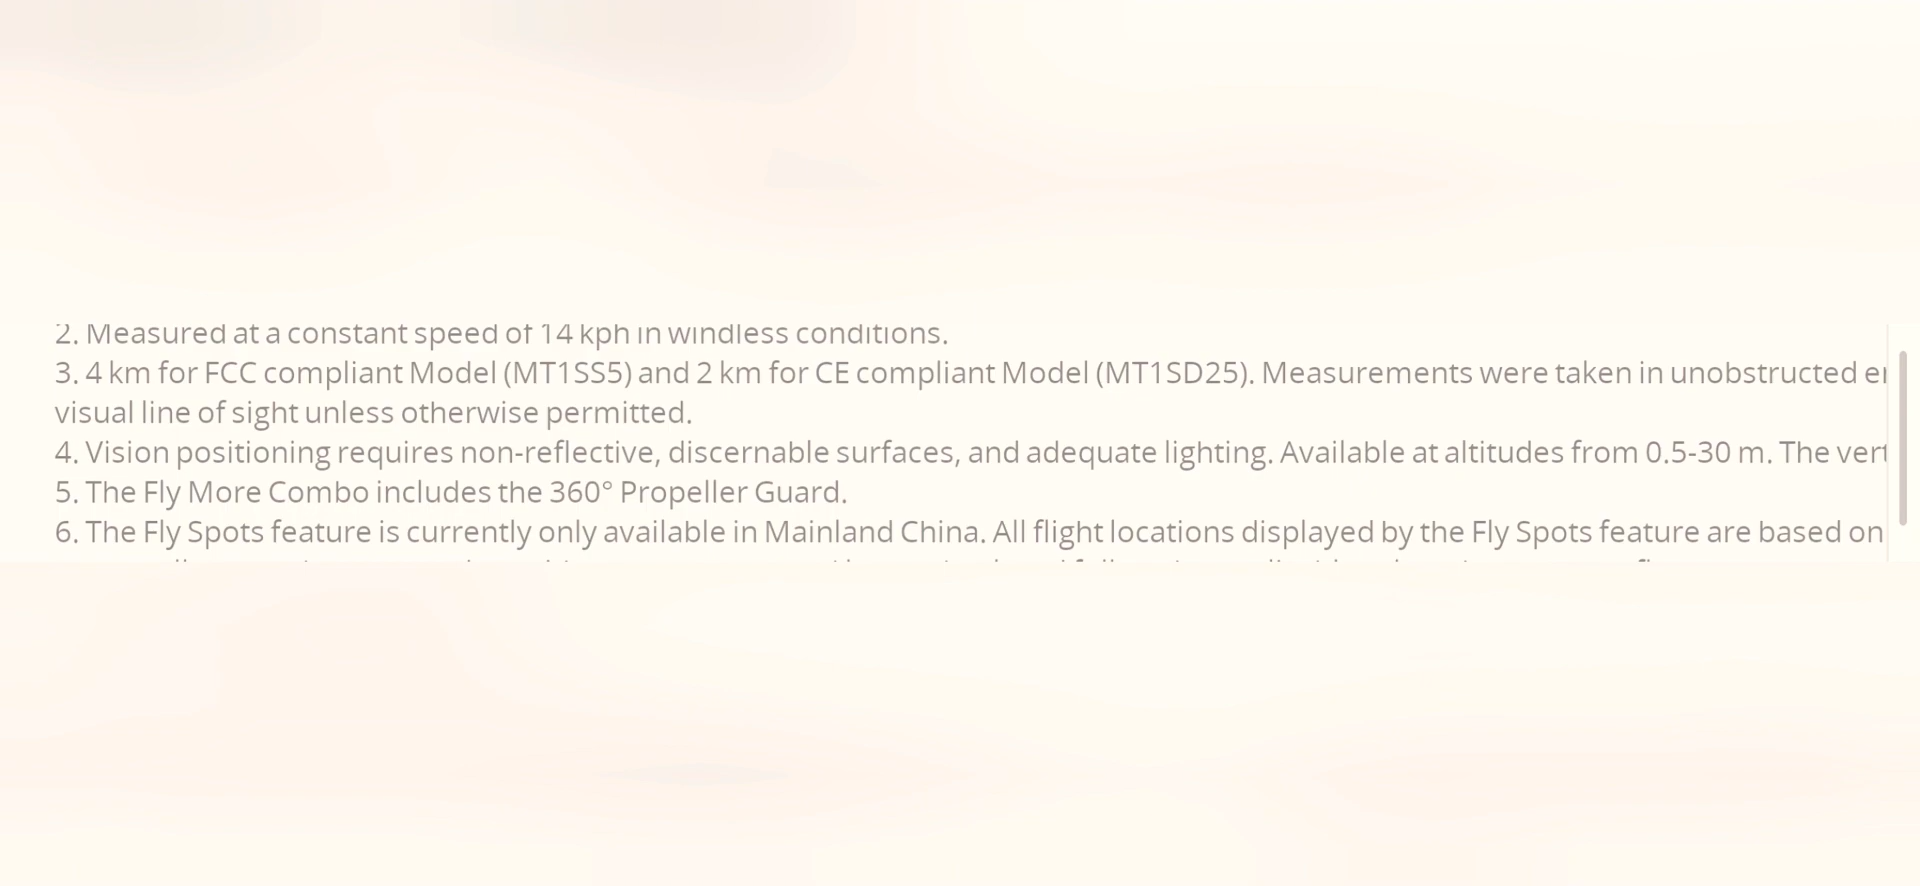 2. Measured at a constant speed of 14 kph in windless conditions.
3. 4 km for FCC compliant Model (MT1SS5) and 2 km for CE compliant Model (MT1SD25). Measurements were taken in unobstructed
visual line of sight unless otherwise permitted.
4. Vision positioning requires non-reflective, discernable surfaces, and adequate lighting. Available at altitudes from 0.5-30 m. The
5. The Fly More Combo includes the 360° Propeller Guard.
6. The Fly Spots feature is currently only available in Mainland China. All flight locations displayed by the Fly Spots feature are based on